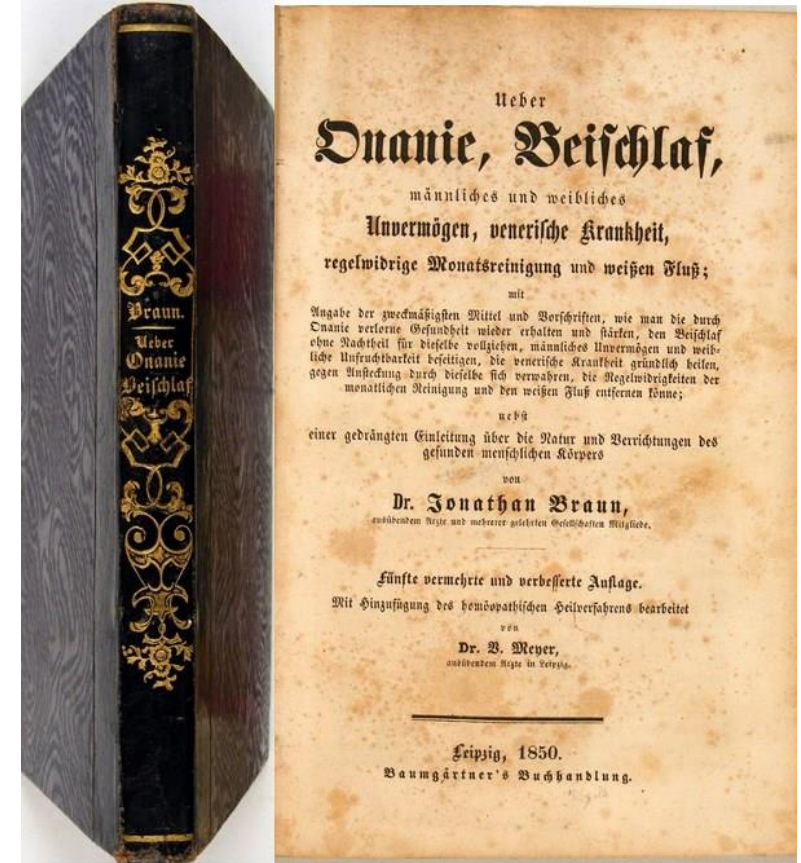 Braun.
Ueber
Onanie
Beischlaf
Ueber
Onanie, Beischlaf,
männliches und weibliches
Unvermögen, venerische Krankheit,
regelwidrige Monatsreinigung und weißen Fluß;
mit
Angabe der zweckmäßigsten Mittel und Vorschriften, wie man die durch
Onanie verlorne Gesundheit wieder erhalten und stärken, den Beischlaf
ohne Nachtheil für dieselbe vollziehen, männliches Unvermögen und weib-
liche Unfruchtbarkeit beseitigen, die venerische Krankheit gründlich heilen,
gegen Ansteckung durch dieselbe sich verwahren, die Regelwidrigkeiten der
monatlichen Reinigung und den weißen Fluß entfernen könne;
nebst
einer gedrängten Einleitung über die Natur und Verrichtungen des
gesunden menschlichen Körpers
von
Dr. Jonathan Braun,
ausübendem Arzte und mehrerer gelehrten Gesellschaften Mitgliede.
Fünfte vermehrte und verbesserte Auflage.
Mit Hinzufügung des homöopathischen Heilverfahrens bearbeitet
von
Dr. V. Meyer,
ausübendem Arzte in Leipzig.
Leipzig, 1850.
Baumgärtner's Buchhandlung.